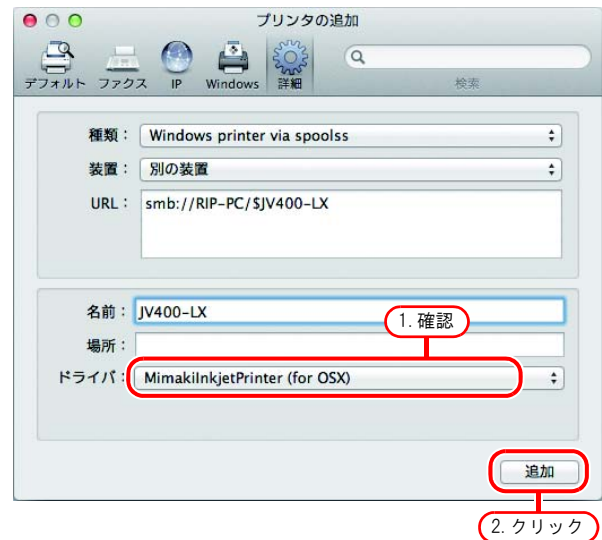 プリンタの追加
デフォルト ファクス IP Windows 詳細 検索
種類： Windows printer via spoolss
装置： 別の装置
URL： smb://RIP-PC/$JV400-LX
名前： JV400-LX
1. 確認
場所：
ドライバ： MimakiInkjetPrinter (for OSX)
追加
2. クリック